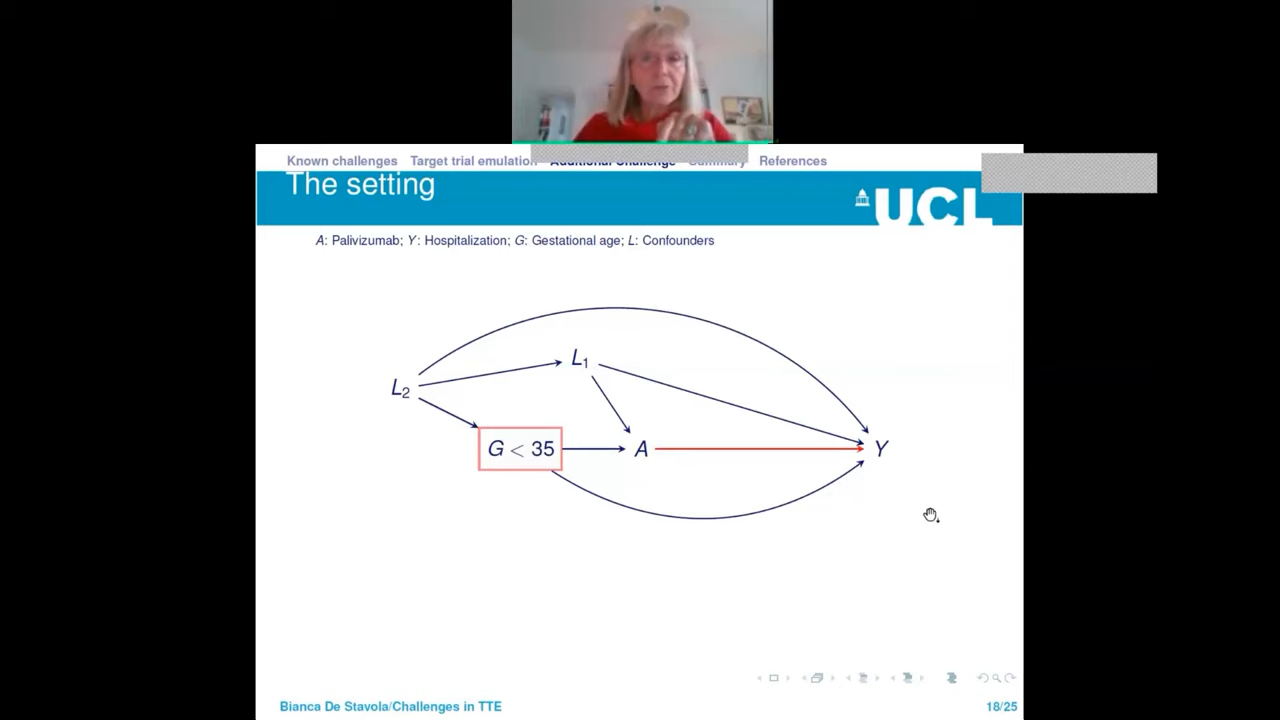 Known challenges Target trial emulation Additional Challenge Summary References
The setting
UCL
A: Palivizumab; Y: Hospitalization; G: Gestational age; L: Confounders
L₁
L₂
G < 35 A Y
Bianca De Stavola/Challenges in TTE 18/25